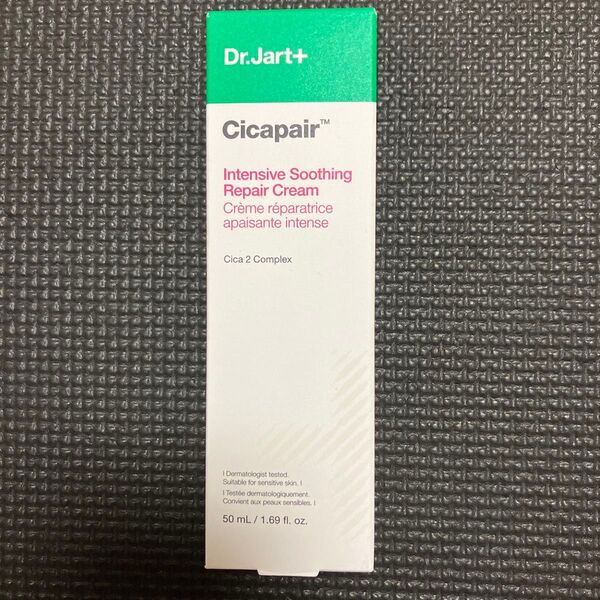 Dr.Jart+
Cicapair™
Intensive Soothing
Repair Cream
Crème réparatrice
apaisante intense
Cica 2 Complex
I Dermatologist tested.
Suitable for sensitive skin. I
I Testée dermatologiquement.
Convient aux peaux sensibles. I
50 mL / 1.69 fl. oz.